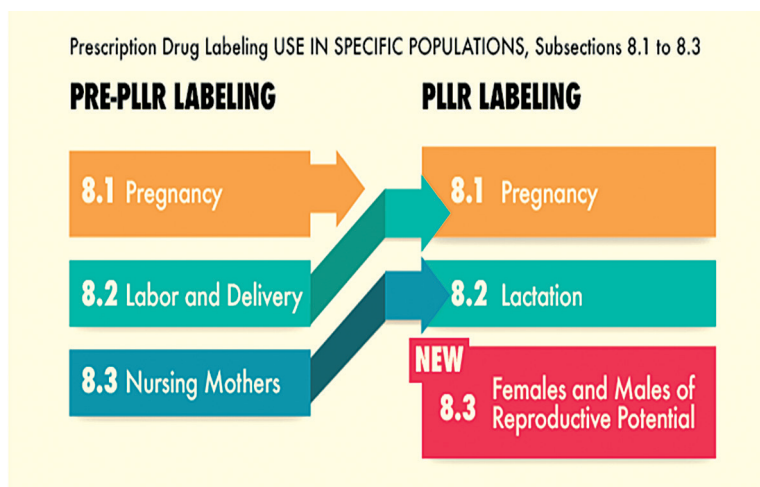 Prescription Drug Labeling USE IN SPECIFIC POPULATIONS, Subsections 8.1 to 8.3
PRE-PLLR LABELING
8.1 Pregnancy
8.2 Labor and Delivery
8.3 Nursing Mothers
PLLR LABELING
8.1 Pregnancy
8.2 Lactation
NEW
8.3 Females and Males of
Reproductive Potential